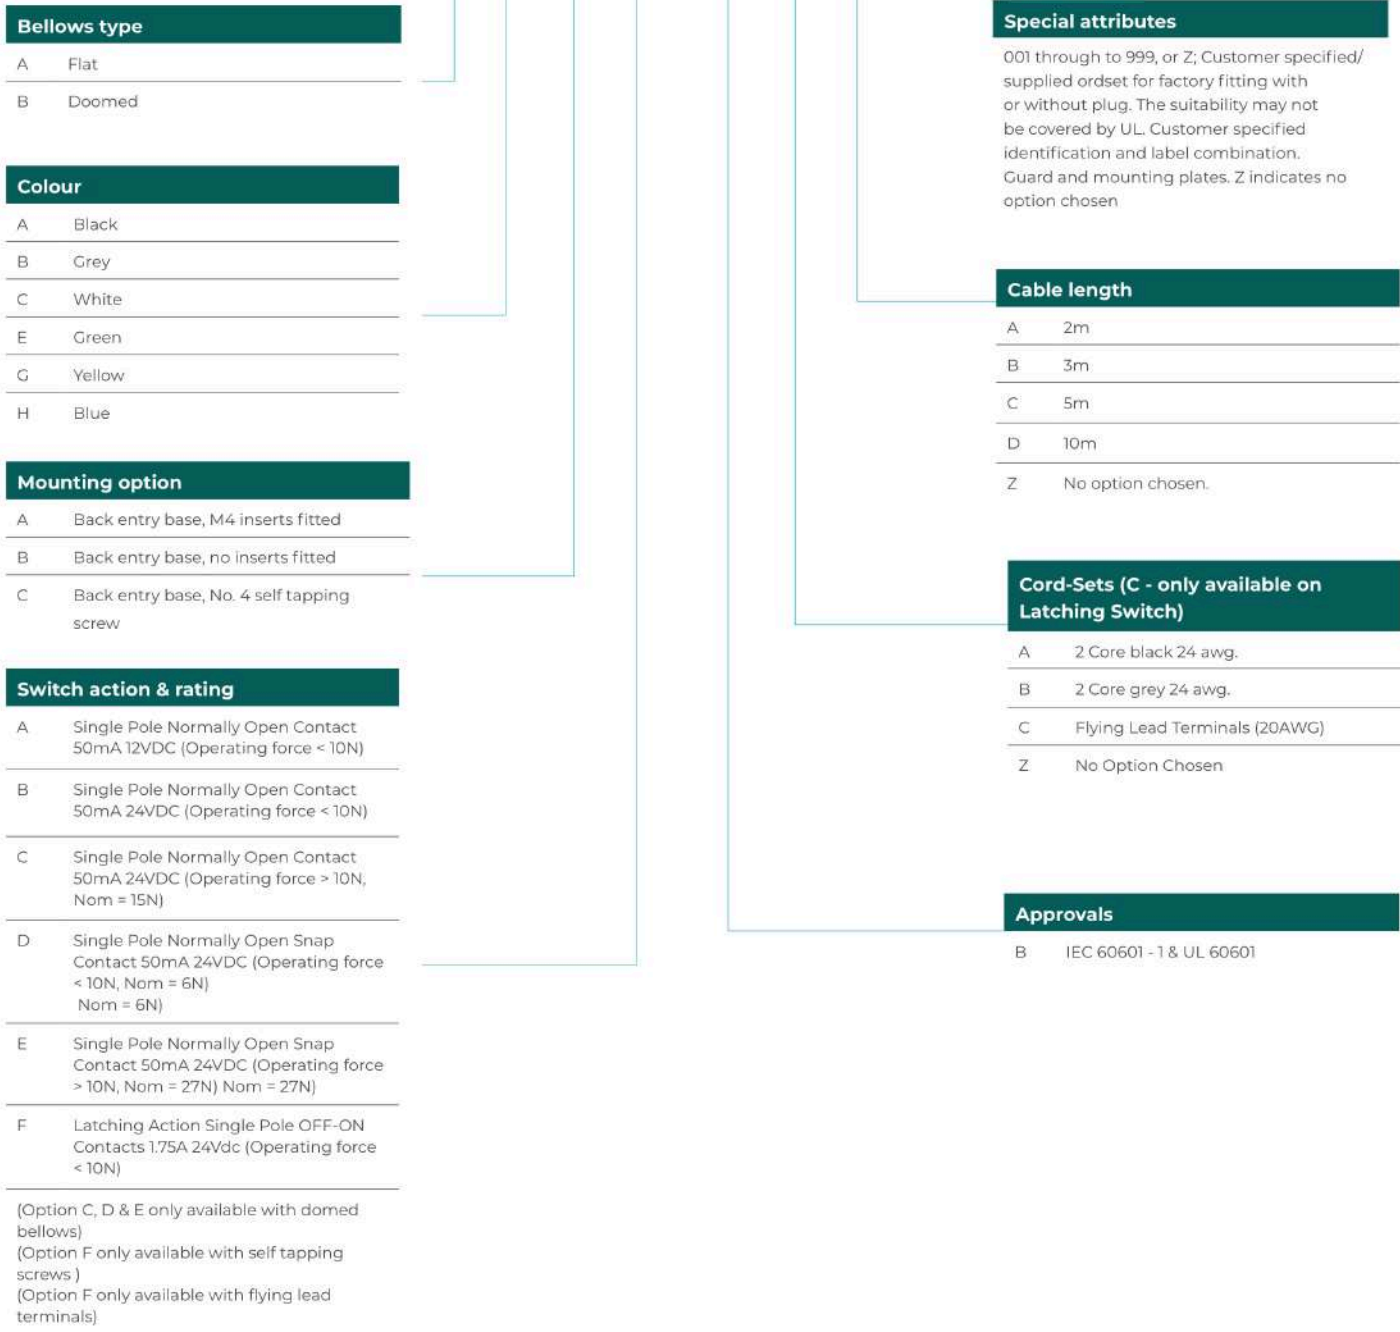 Bellows type
A Flat
B Doomed
Colour
A Black
B Grey
C White
E Green
G Yellow
H Blue
Mounting option
A Back entry base, M4 inserts fitted
B Back entry base, no inserts fitted
C Back entry base, No. 4 self tapping
screw
Switch action & rating
A Single Pole Normally Open Contact
50mA 12VDC (Operating force < 10N)
B Single Pole Normally Open Contact
50mA 24VDC (Operating force < 10N)
C Single Pole Normally Open Contact
50mA 24VDC (Operating force > 10N,
Nom = 15N)
D Single Pole Normally Open Snap
Contact 50mA 24VDC (Operating force
< 10N, Nom = 6N)
Nom = 6N)
E Single Pole Normally Open Snap
Contact 50mA 24VDC (Operating force
> 10N, Nom = 27N) Nom = 27N)
F Latching Action Single Pole OFF-ON
Contacts 1.75A 24Vdc (Operating force
< 10N)
(Option C, D & E only available with domed
bellows)
(Option F only available with self tapping
screws )
(Option F only available with flying lead
terminals)
Special attributes
001 through to 999, or Z; Customer specified/
supplied ordset for factory fitting with
or without plug. The suitability may not
be covered by UL. Customer specified
identification and label combination.
Guard and mounting plates. Z indicates no
option chosen
Cable length
A 2m
B 3m
C 5m
D 10m
Z No option chosen.
Cord-Sets (C - only available on
Latching Switch)
A 2 Core black 24 awg.
B 2 Core grey 24 awg.
C Flying Lead Terminals (20AWG)
Z No Option Chosen
Approvals
B IEC 60601 - 1 & UL 60601